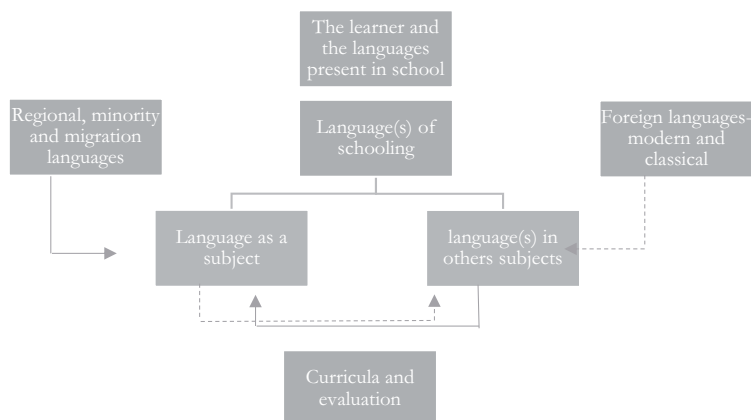 The learner and
the languages
present in school
Regional, minority
and migration
languages
Language(s) of
schooling
Foreign languages-
modern and
classical
Language as a
subject
language(s) in
others subjects
Curricula and
evaluation